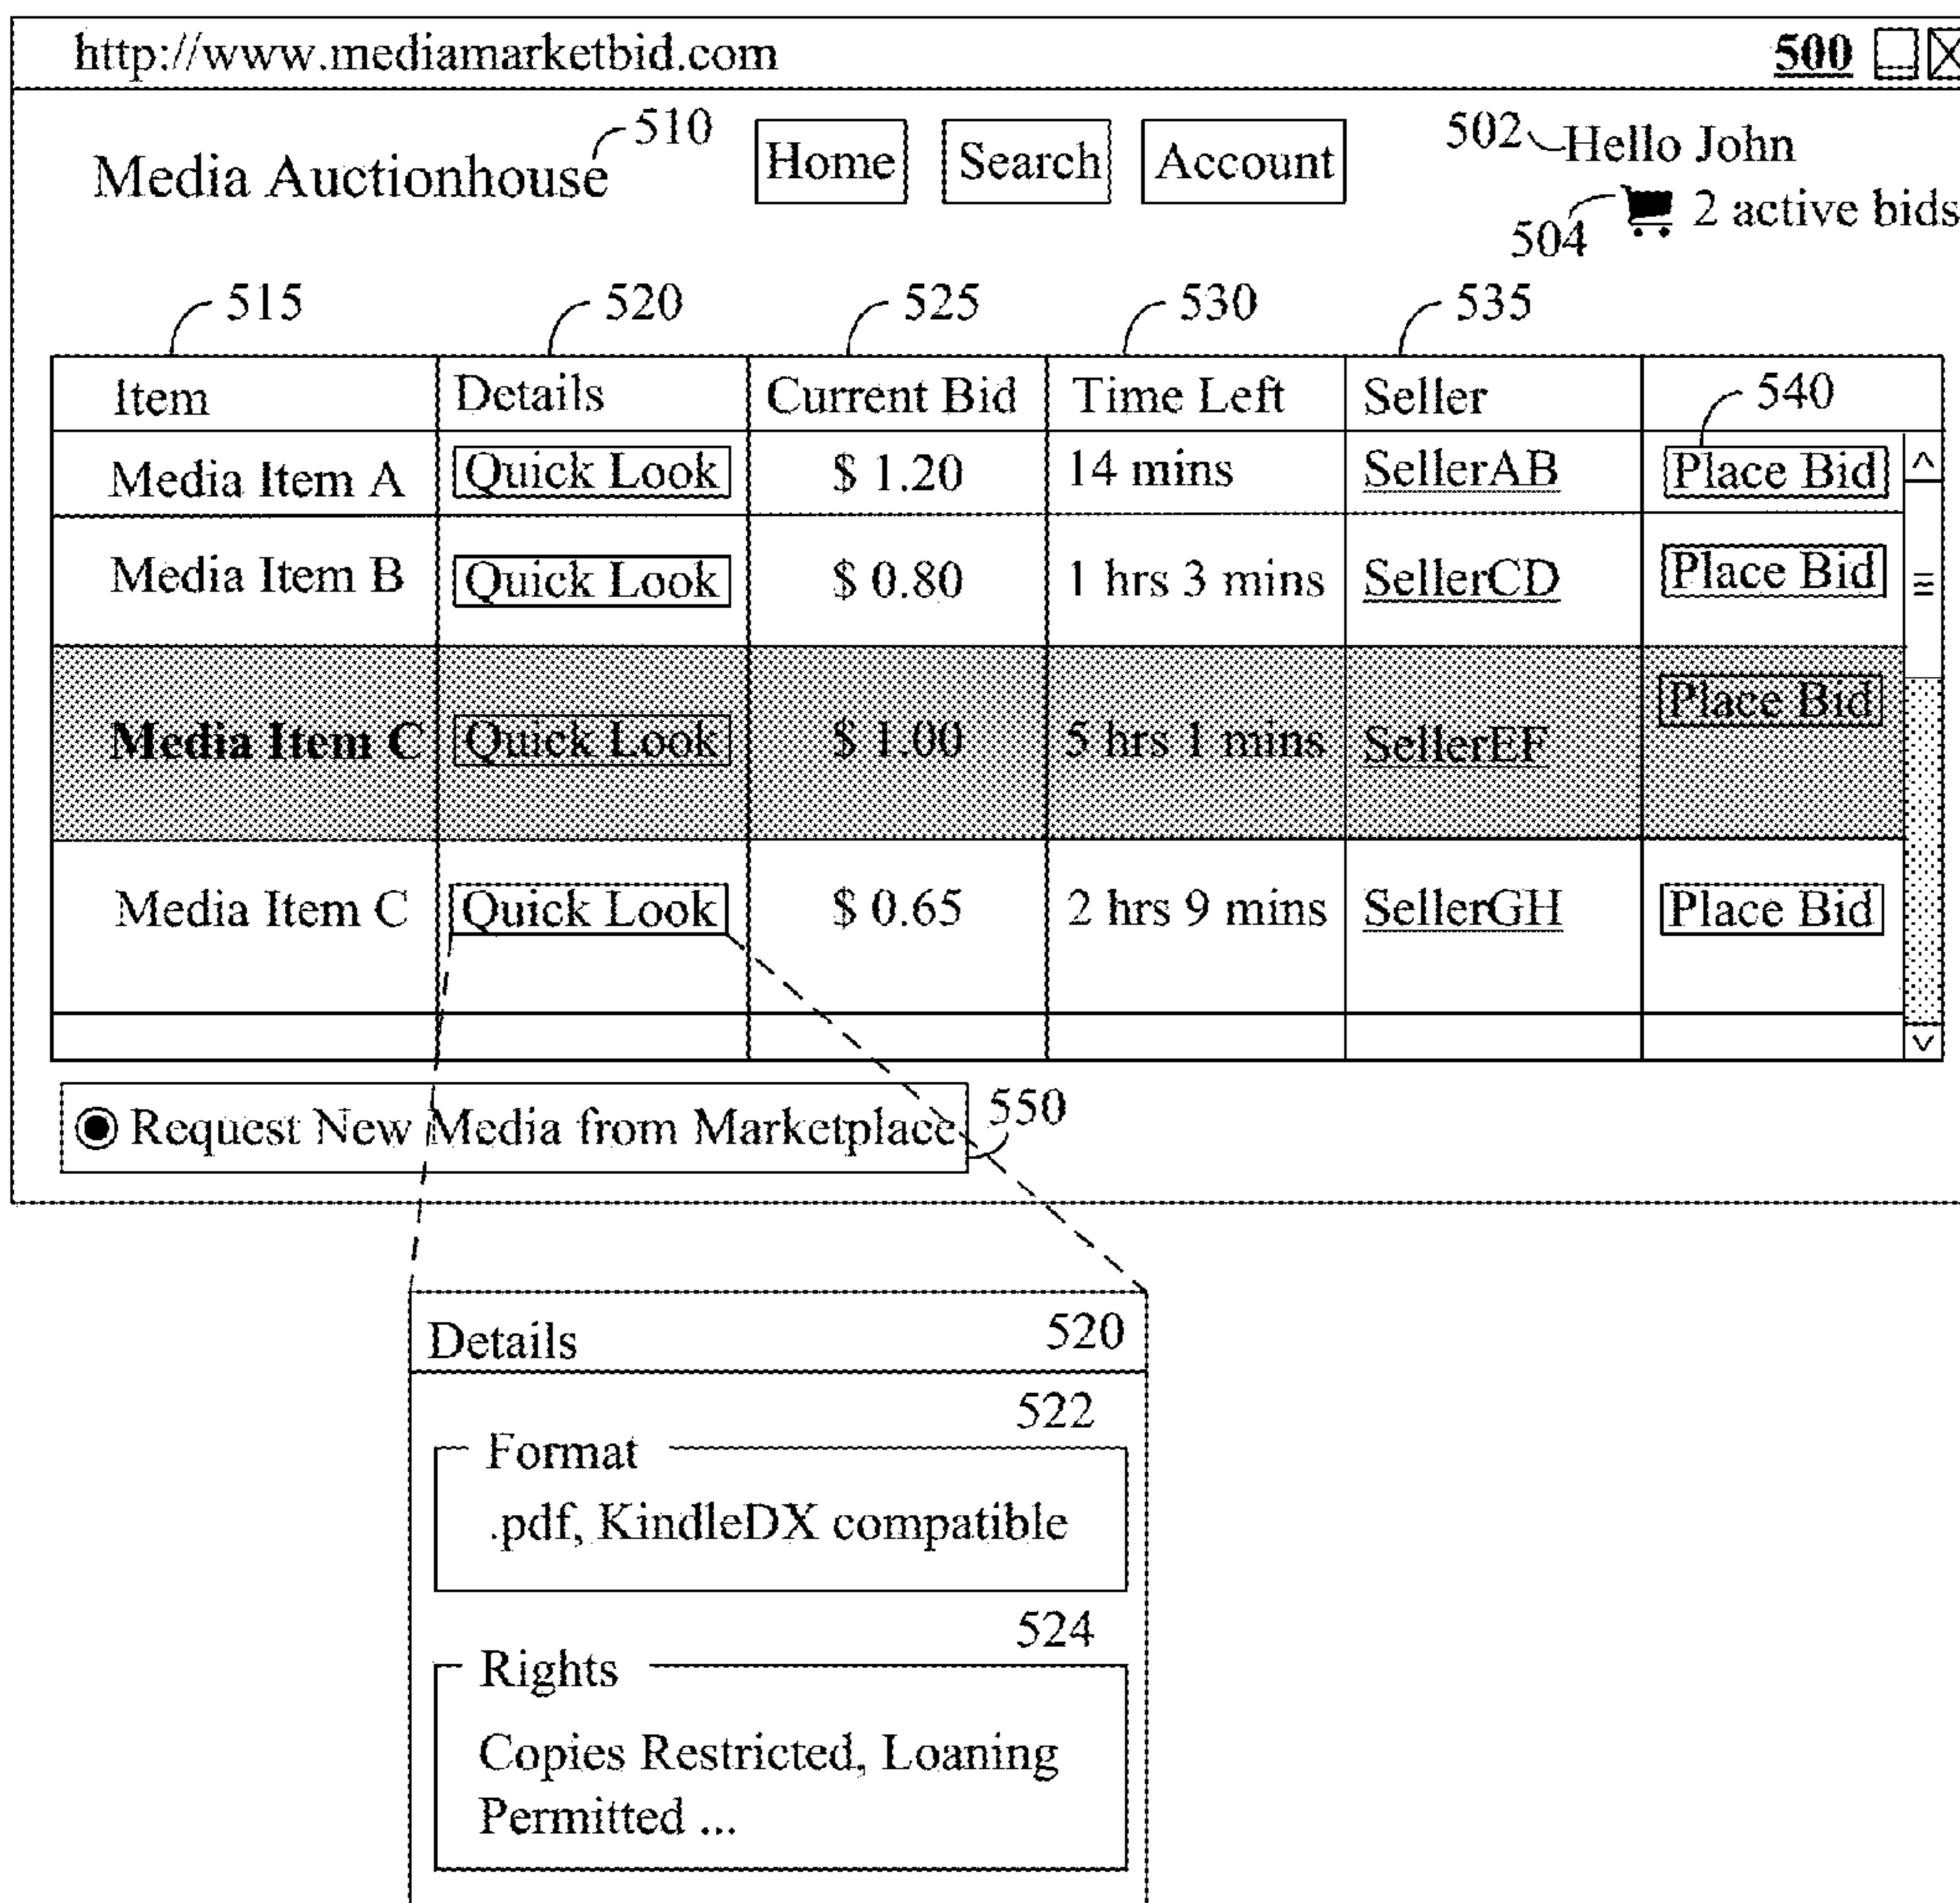 http://www.mediamarketbid.com 500
Media Auctionhouse 510 Home Search Account 502 Hello John
504 2 active bids
515 520 525 530 535
Item Details Current Bid Time Left Seller 540
Media Item A Quick Look $ 1.20 14 mins SellerAB Place Bid
Media Item B Quick Look $ 0.80 1 hrs 3 mins SellerCD Place Bid
Media Item C Quick Look $ 1.00 5 hrs 1 mins SellerEF Place Bid
Media Item C Quick Look $ 0.65 2 hrs 9 mins SellerGH Place Bid
Request New Media from Marketplace 550
Details 520
522
Format
.pdf, KindleDX compatible
524
Rights
Copies Restricted, Loaning
Permitted ...